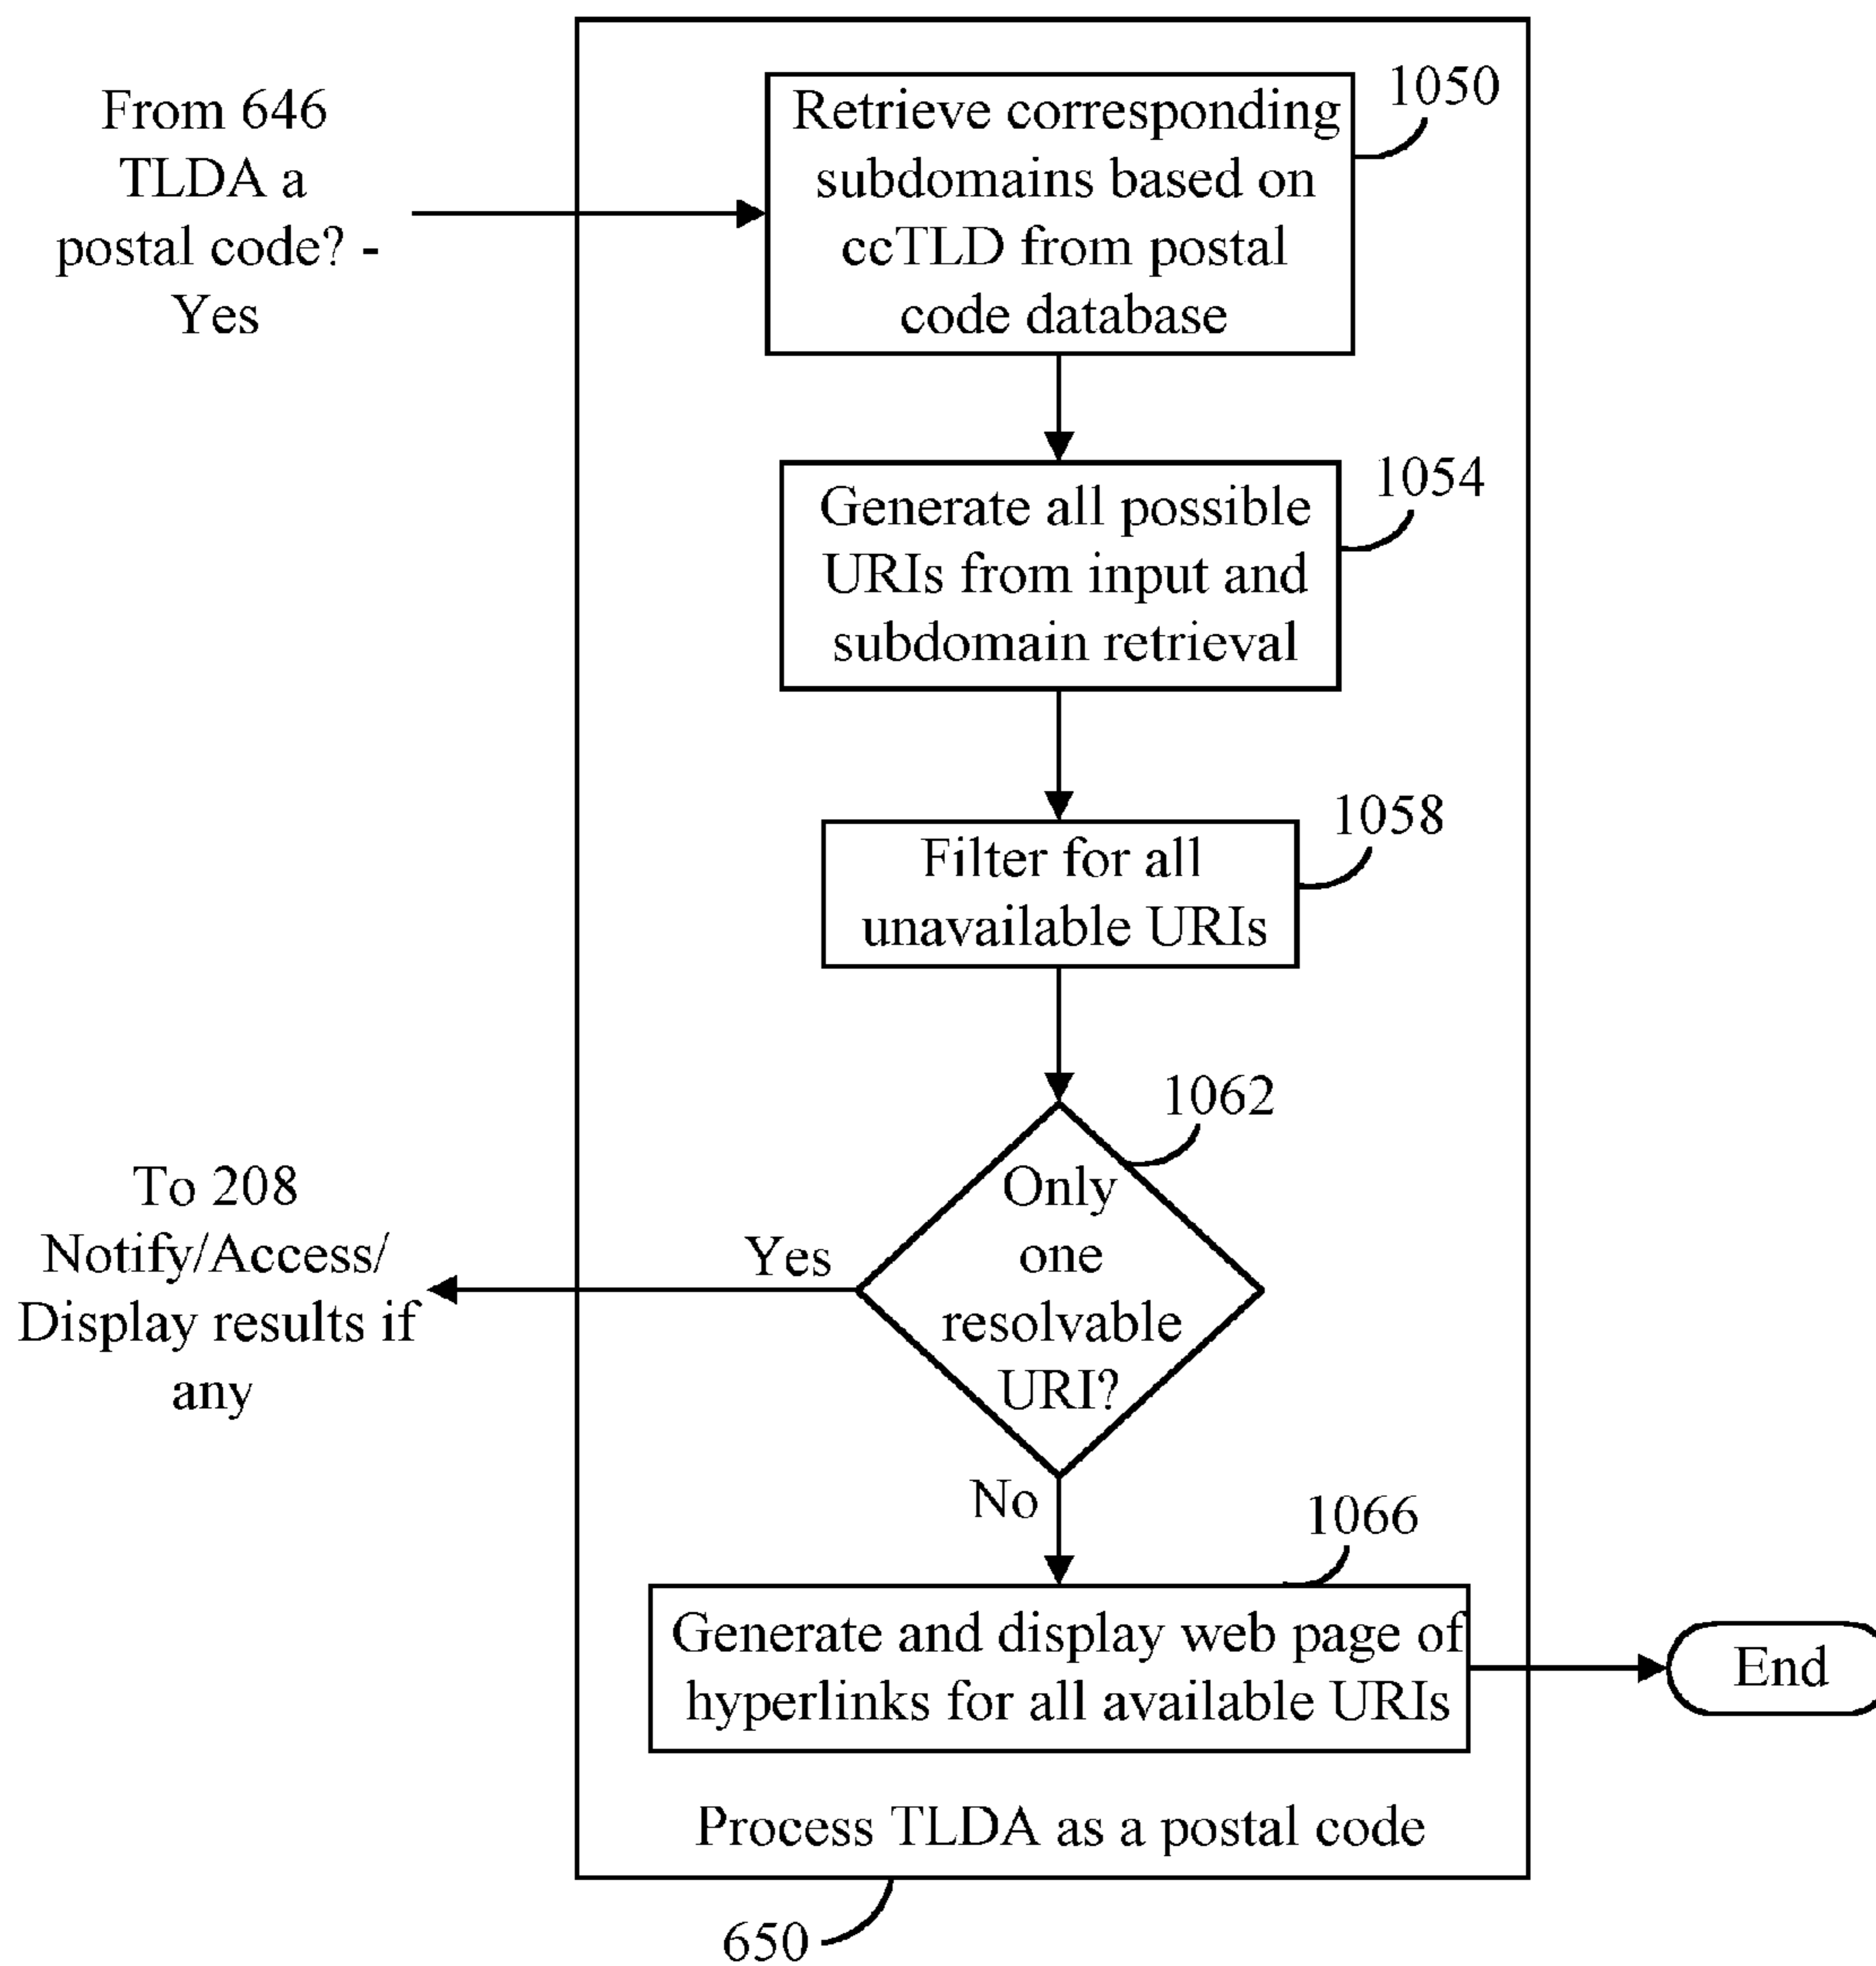 From 646
TLDA a
postal code? -
Yes
1050
Retrieve corresponding
subdomains based on
ccTLD from postal
code database
1054
Generate all possible
URIs from input and
subdomain retrieval
1058
Filter for all
unavailable URIs
1062
Only
one
resolvable
URI?
Yes
To 208
Notify/Access/
Display results if
any
No
1066
Generate and display web page of
hyperlinks for all available URIs
End
Process TLDA as a postal code
650